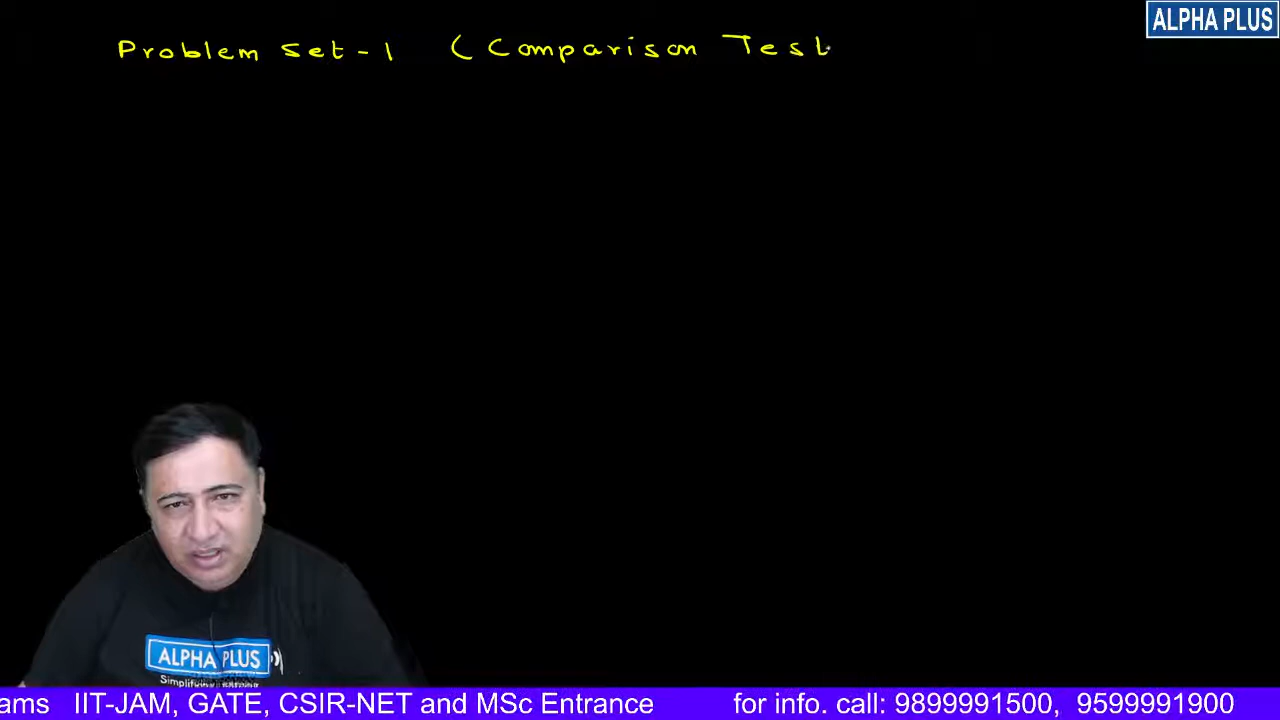 ALPHA PLUS
Problem Set-1 (Comparison Test
ALPHA PLUS
ams IIT-JAM, GATE, CSIR-NET and MSc Entrance for info. call: 9899991500, 9599991900